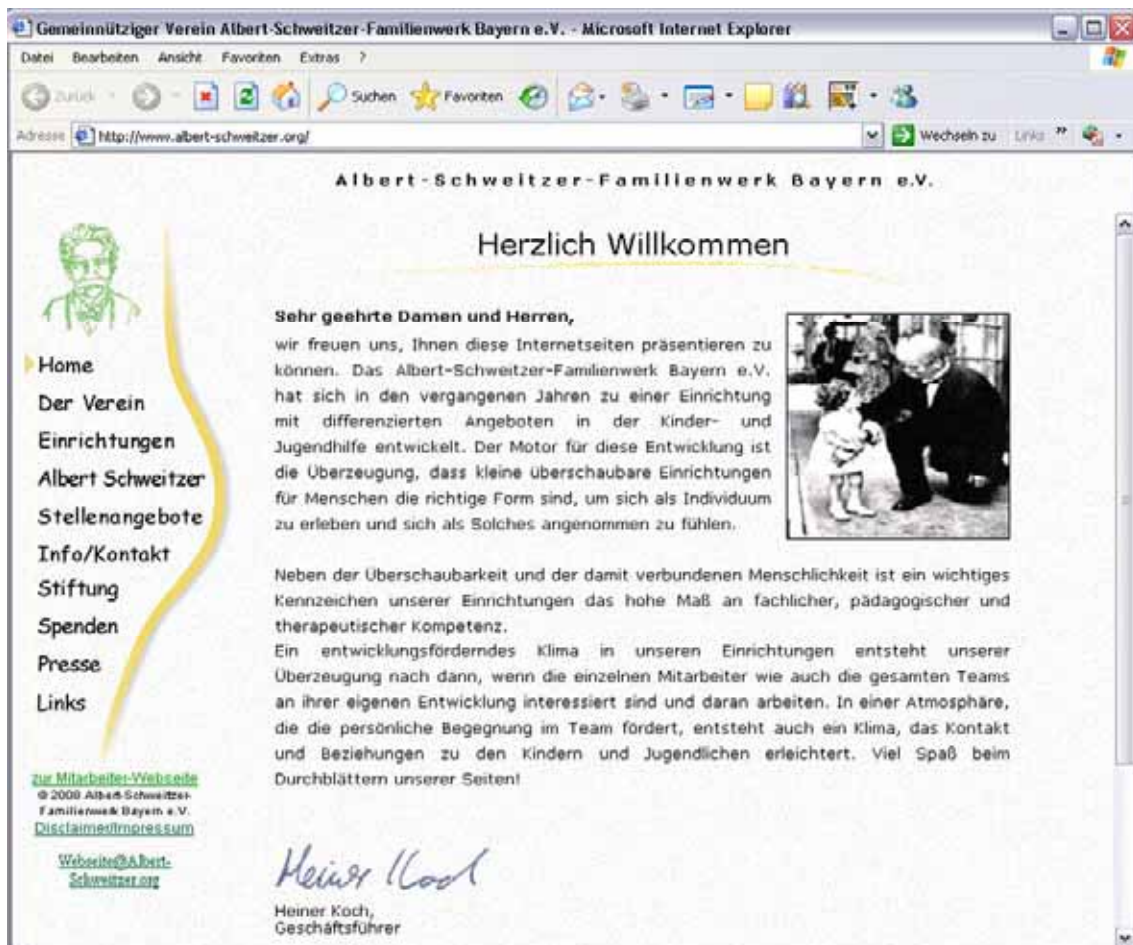 Gemeinnütziger Verein Albert-Schweitzer-Familienwerk Bayern e.V. - Microsoft Internet Explorer
Datei Bearbeiten Ansicht Favoriten Extras ?
Zurück Suchen Favoriten
Adresse http://www.albert-schweitzer.org/ Wechseln zu Links »
Albert-Schweitzer-Familienwerk Bayern e.V.
Herzlich Willkommen
Home
Der Verein
Einrichtungen
Albert Schweitzer
Stellenangebote
Info/Kontakt
Stiftung
Spenden
Presse
Links
zur Mitarbeiter-Webseite
© 2008 Albert-Schweitzer-
Familienwerk Bayern e.V.
Disclaimer/Impressum
Webseite@Albert-
Schweitzer.org
Sehr geehrte Damen und Herren,
wir freuen uns, Ihnen diese Internetseiten präsentieren zu
können. Das Albert-Schweitzer-Familienwerk Bayern e.V.
hat sich in den vergangenen Jahren zu einer Einrichtung
mit differenzierten Angeboten in der Kinder- und
Jugendhilfe entwickelt. Der Motor für diese Entwicklung ist
die Überzeugung, dass kleine überschaubare Einrichtungen
für Menschen die richtige Form sind, um sich als Individuum
zu erleben und sich als Solches angenommen zu fühlen.
Neben der Überschaubarkeit und der damit verbundenen Menschlichkeit ist ein wichtiges
Kennzeichen unserer Einrichtungen das hohe Maß an fachlicher, pädagogischer und
therapeutischer Kompetenz.
Ein entwicklungsförderndes Klima in unseren Einrichtungen entsteht unserer
Überzeugung nach dann, wenn die einzelnen Mitarbeiter wie auch die gesamten Teams
an ihrer eigenen Entwicklung interessiert sind und daran arbeiten. In einer Atmosphäre,
die die persönliche Begegnung im Team fördert, entsteht auch ein Klima, das Kontakt
und Beziehungen zu den Kindern und Jugendlichen erleichtert. Viel Spaß beim
Durchblättern unserer Seiten!
Heiner Koch
Heiner Koch,
Geschäftsführer